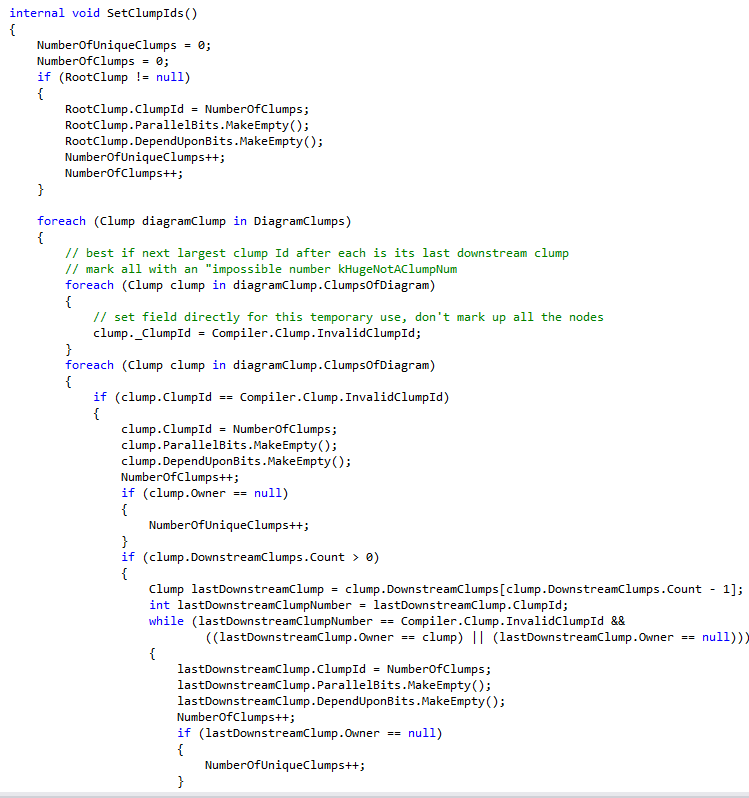 internal void SetClumpIds()
{
    NumberOfUniqueClumps = 0;
    NumberOfClumps = 0;
    if (RootClump != null)
    {
        RootClump.ClumpId = NumberOfClumps;
        RootClump.ParallelBits.MakeEmpty();
        RootClump.DependUponBits.MakeEmpty();
        NumberOfUniqueClumps++;
        NumberOfClumps++;
    }

    foreach (Clump diagramClump in DiagramClumps)
    {
        // best if next largest clump Id after each is its last downstream clump
        // mark all with an "impossible number kHugeNotAClumpNum
        foreach (Clump clump in diagramClump.ClumpsOfDiagram)
        {
            // set field directly for this temporary use, don't mark up all the nodes
            clump._ClumpId = Compiler.Clump.InvalidClumpId;
        }
        foreach (Clump clump in diagramClump.ClumpsOfDiagram)
        {
            if (clump.ClumpId == Compiler.Clump.InvalidClumpId)
            {
                clump.ClumpId = NumberOfClumps;
                clump.ParallelBits.MakeEmpty();
                clump.DependUponBits.MakeEmpty();
                NumberOfClumps++;
                if (clump.Owner == null)
                {
                    NumberOfUniqueClumps++;
                }
                if (clump.DownstreamClumps.Count > 0)
                {
                    Clump lastDownstreamClump = clump.DownstreamClumps[clump.DownstreamClumps.Count - 1];
                    int lastDownstreamClumpNumber = lastDownstreamClump.ClumpId;
                    while (lastDownstreamClumpNumber == Compiler.Clump.InvalidClumpId &&
                            ((lastDownstreamClump.Owner == clump) || (lastDownstreamClump.Owner == null)))
                    {
                        lastDownstreamClump.ClumpId = NumberOfClumps;
                        lastDownstreamClump.ParallelBits.MakeEmpty();
                        lastDownstreamClump.DependUponBits.MakeEmpty();
                        NumberOfClumps++;
                        if (lastDownstreamClump.Owner == null)
                        {
                            NumberOfUniqueClumps++;
                        }